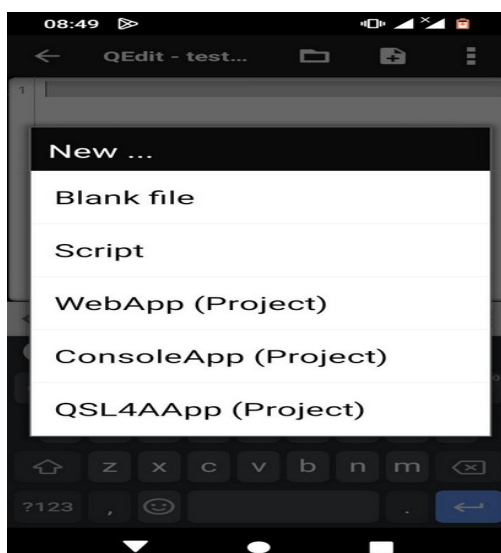 08:49
QEdit - test...
1
New ...
Blank file
Script
WebApp (Project)
ConsoleApp (Project)
QSL4AApp (Project)
z x c v b n m
?123 , .